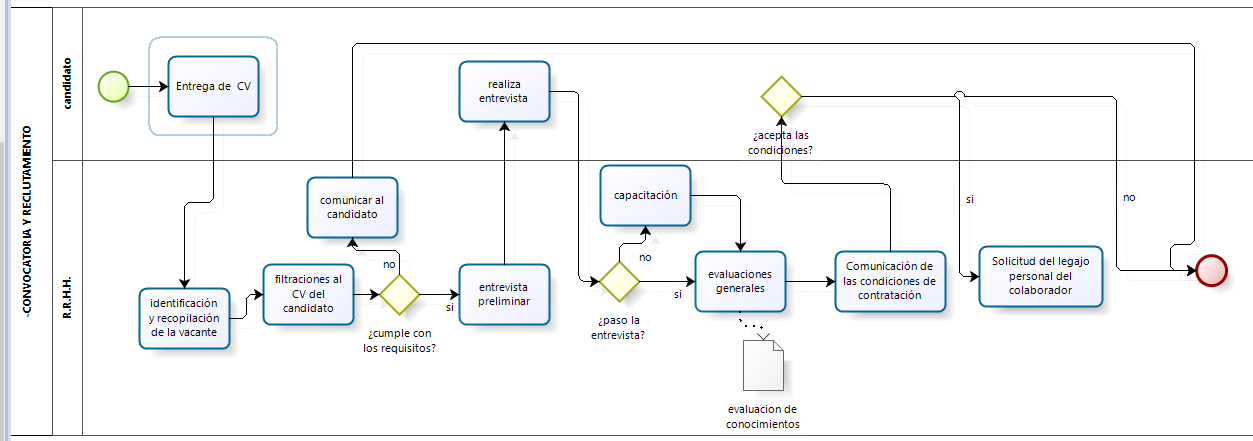 -CONVOCATORIA Y RECLUTAMIENTO
candidato
R.R.H.H.
Entrega de CV
identificación
y recopilación
de la vacante
filtraciones al
CV del
candidato
comunicar al
candidato
no
¿cumple con
los requisitos?
si
entrevista
preliminar
realiza
entrevista
¿paso la
entrevista?
no
si
capacitación
evaluaciones
generales
evaluacion de
conocimientos
Comunicación de
las condiciones de
contratación
¿acepta las
condiciones?
si
no
Solicitud del legajo
personal del
colaborador